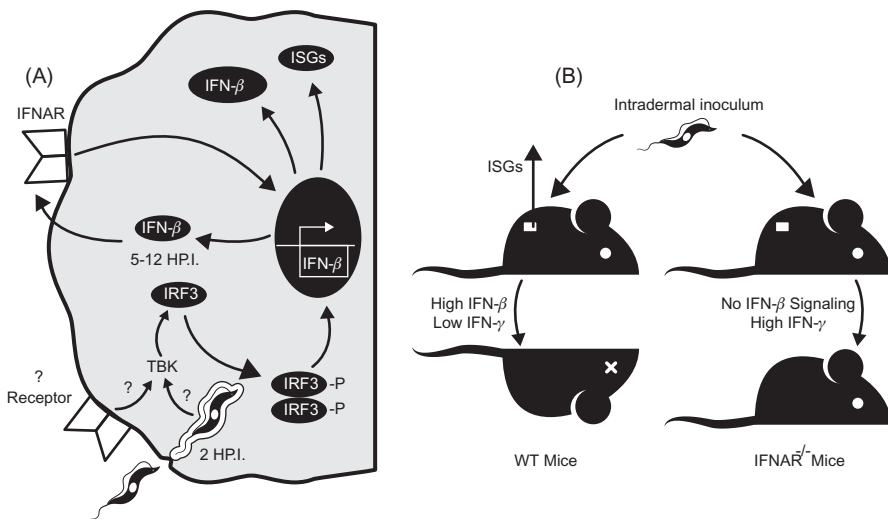 (A)
ISGs
IFN-β
IFNAR
IFN-β
5-12 HP.I.
IFN-β
IRF3
?
Receptor
TBK
?
?
IRF3 -P
IRF3 -P
2 HP.I.
(B)
Intradermal inoculum
ISGs
High IFN-β
Low IFN-γ
No IFN-β Signaling
High IFN-γ
WT Mice
IFNAR-/- Mice